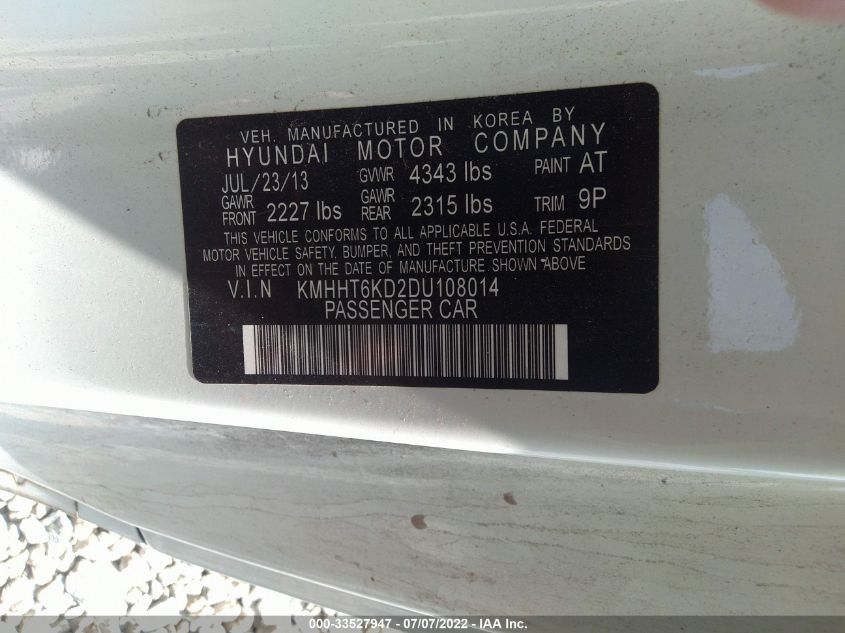 VEH. MANUFACTURED IN KOREA BY
HYUNDAI MOTOR COMPANY
JUL/23/13 GVWR 4343 lbs PAINT AT
GAWR FRONT 2227 lbs GAWR REAR 2315 lbs TRIM 9P
THIS VEHICLE CONFORMS TO ALL APPLICABLE U.S.A. FEDERAL
MOTOR VEHICLE SAFETY, BUMPER, AND THEFT PREVENTION STANDARDS
IN EFFECT ON THE DATE OF MANUFACTURE SHOWN ABOVE
V.I.N KMHHT6KD2DU108014
PASSENGER CAR
000-33527947 - 07/07/2022 - IAA Inc.